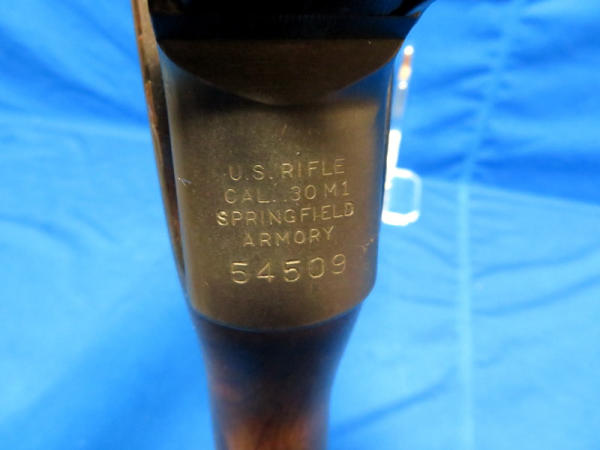 U.S. RIFLE
CAL. .30 M1
SPRINGFIELD
ARMORY
54509